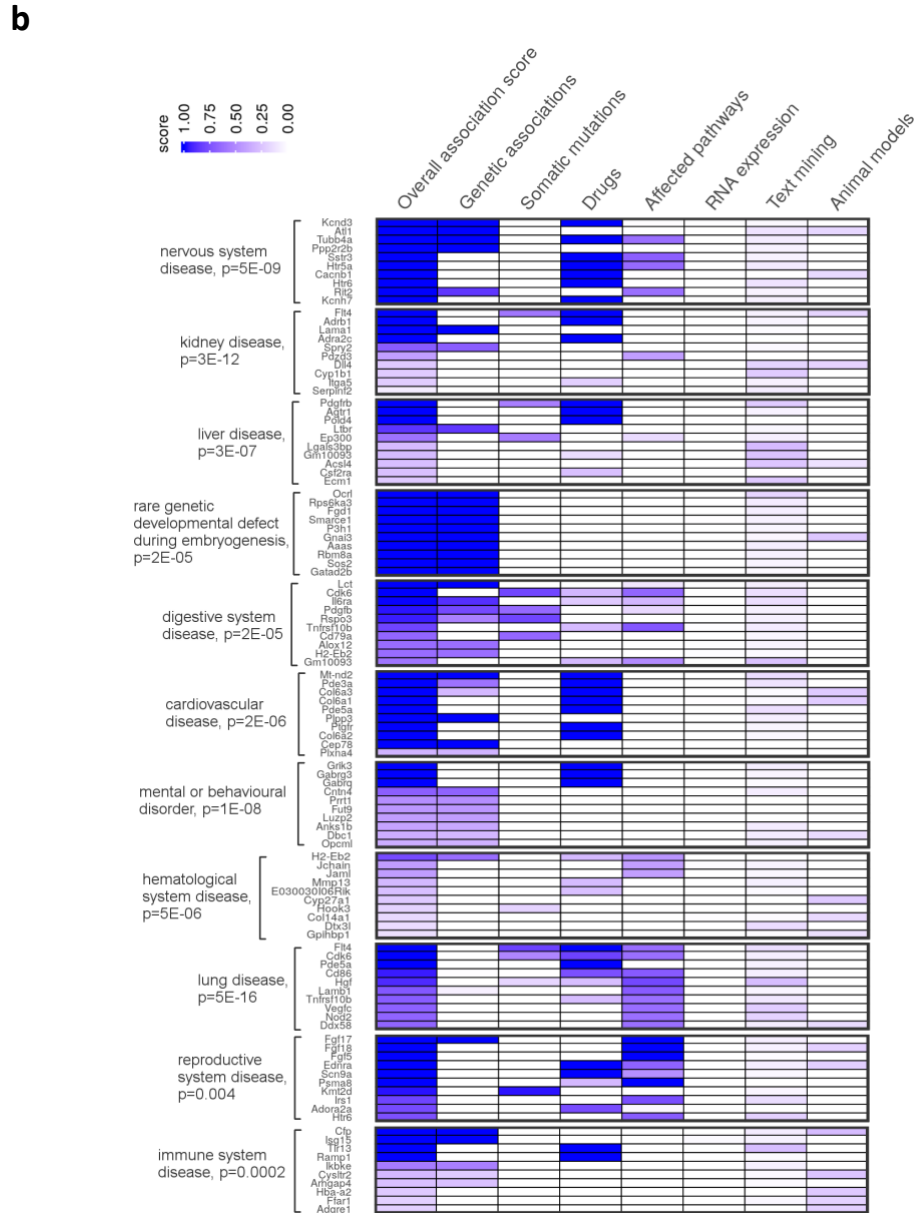 b
score
1.00
0.75
0.50
0.25
0.00
Overall association score
Genetic associations
Somatic mutations
Drugs
Affected pathways
RNA expression
Text mining
Animal models
nervous system
disease, p=5E-09
Kcnd3
Atl1
Tubb4a
Ppp2r2b
Sstr3
Htr5a
Cacnb1
Htr6
Rit2
Kcnh7
kidney disease,
p=3E-12
Flt4
Adrb1
Lama1
Adra2c
Spry2
Pdzd3
Dll4
Cyp1b1
Itga5
Serpinf2
liver disease,
p=3E-07
Pdgfrb
Agtr1
Pold4
Ltbr
Ep300
Lgals3bp
Gm10093
Acsl4
Csf2ra
Ecm1
rare genetic
developmental defect
during embryogenesis,
p=2E-05
Ocrl
Rps6ka3
Fgd1
Smarce1
P3h1
Gnai3
Aaas
Rbm8a
Sos2
Gatad2b
digestive system
disease, p=2E-05
Lct
Cdk6
Il6ra
Pdgfb
Rspo3
Tnfrsf10b
Cd79a
Alox12
H2-Eb2
Gm10093
cardiovascular
disease, p=2E-06
Mt-nd2
Pde3a
Col6a3
Col6a1
Pde5a
Plpp3
Ptgfr
Col6a2
Cep78
Plxna4
mental or behavioural
disorder, p=1E-08
Grik3
Gabrg3
Gabrq
Cntn4
Prrt1
Fut9
Luzp2
Anks1b
Dbc1
Opcml
hematological
system disease,
p=5E-06
H2-Eb2
Jchain
Jaml
Mmp13
E030030I06Rik
Cyp27a1
Hook3
Col14a1
Dtx3l
Gpihbp1
lung disease,
p=5E-16
Flt4
Cdk6
Pde5a
Cd86
Hgf
Lamb1
Tnfrsf10b
Vegfc
Nod2
Ddx58
reproductive
system disease,
p=0.004
Fgf17
Fgf18
Fgf5
Ednra
Scn9a
Psma8
Kmt2d
Irs1
Adora2a
Htr6
immune system
disease, p=0.0002
Cfp
Isg15
Tlr13
Ramp1
Ikbke
Cysltr2
Arhgap4
Hba-a2
Ffar1
Adgre1